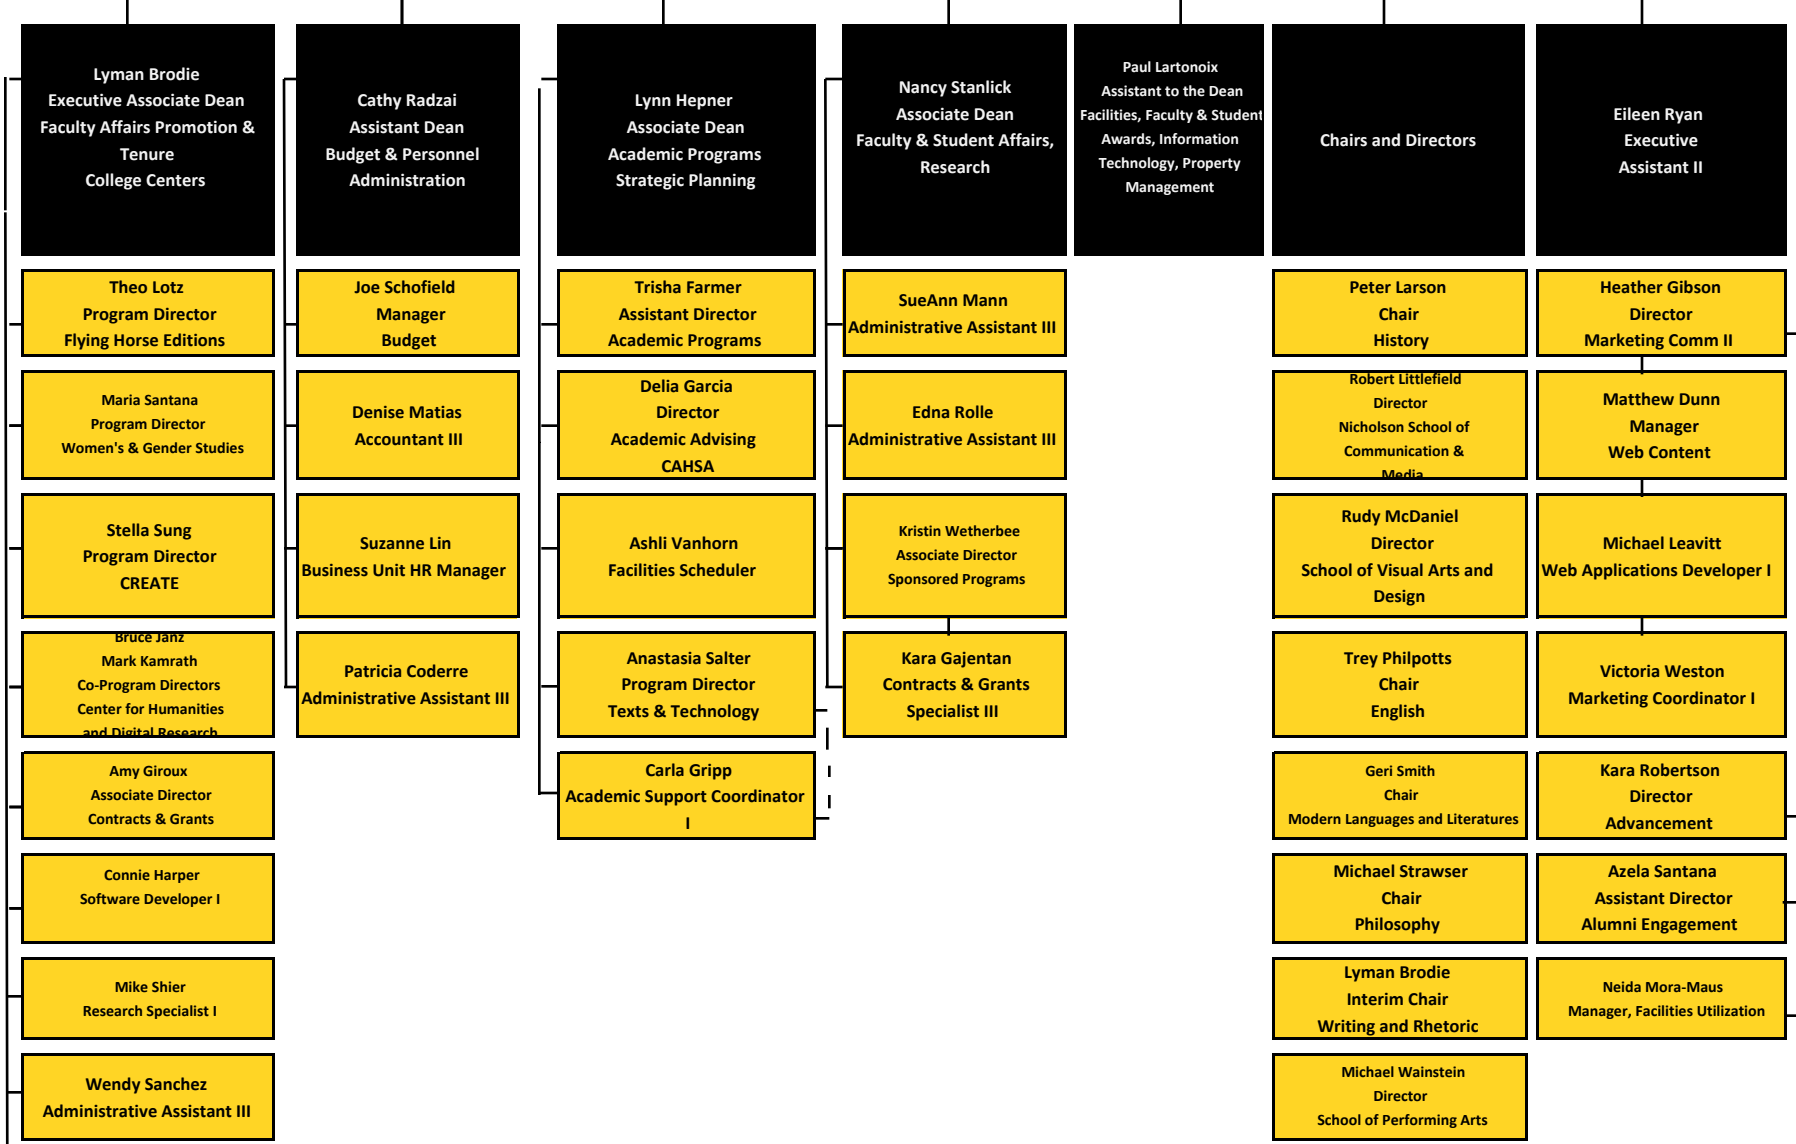 Lyman Brodie
Executive Associate Dean
Faculty Affairs Promotion &
Tenure
College Centers
Cathy Radzai
Assistant Dean
Budget & Personnel
Administration
Lynn Hepner
Associate Dean
Academic Programs
Strategic Planning
Nancy Stanlick
Associate Dean
Faculty & Student Affairs,
Research
Paul Lartonoix
Assistant to the Dean
Facilities, Faculty & Student
Awards, Information
Technology, Property
Management
Chairs and Directors
Eileen Ryan
Executive
Assistant II
Theo Lotz
Program Director
Flying Horse Editions
Maria Santana
Program Director
Women's & Gender Studies
Stella Sung
Program Director
CREATE
Bruce Janz
Mark Kamrath
Co-Program Directors
Center for Humanities
and Digital Research
Amy Giroux
Associate Director
Contracts & Grants
Connie Harper
Software Developer I
Mike Shier
Research Specialist I
Wendy Sanchez
Administrative Assistant III
Joe Schofield
Manager
Budget
Denise Matias
Accountant III
Suzanne Lin
Business Unit HR Manager
Patricia Coderre
Administrative Assistant III
Trisha Farmer
Assistant Director
Academic Programs
Delia Garcia
Director
Academic Advising
CAHSA
Ashli Vanhorn
Facilities Scheduler
Anastasia Salter
Program Director
Texts & Technology
Carla Gripp
Academic Support Coordinator
I
SueAnn Mann
Administrative Assistant III
Edna Rolle
Administrative Assistant III
Kristin Wetherbee
Associate Director
Sponsored Programs
Kara Gajentan
Contracts & Grants
Specialist III
Peter Larson
Chair
History
Robert Littlefield
Director
Nicholson School of
Communication &
Media
Rudy McDaniel
Director
School of Visual Arts and
Design
Trey Philpotts
Chair
English
Geri Smith
Chair
Modern Languages and Literatures
Michael Strawser
Chair
Philosophy
Lyman Brodie
Interim Chair
Writing and Rhetoric
Michael Wainstein
Director
School of Performing Arts
Heather Gibson
Director
Marketing Comm II
Matthew Dunn
Manager
Web Content
Michael Leavitt
Web Applications Developer I
Victoria Weston
Marketing Coordinator I
Kara Robertson
Director
Advancement
Azela Santana
Assistant Director
Alumni Engagement
Neida Mora-Maus
Manager, Facilities Utilization